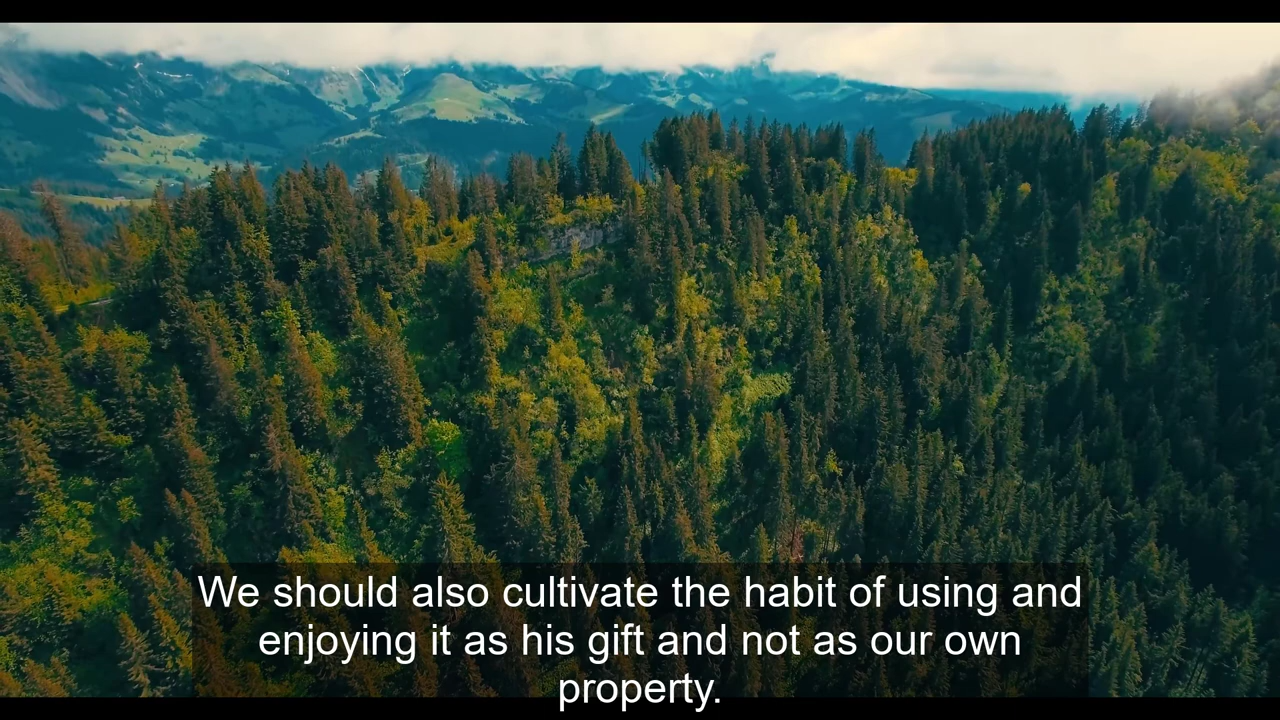 We should also cultivate the habit of using and
enjoying it as his gift and not as our own
property.